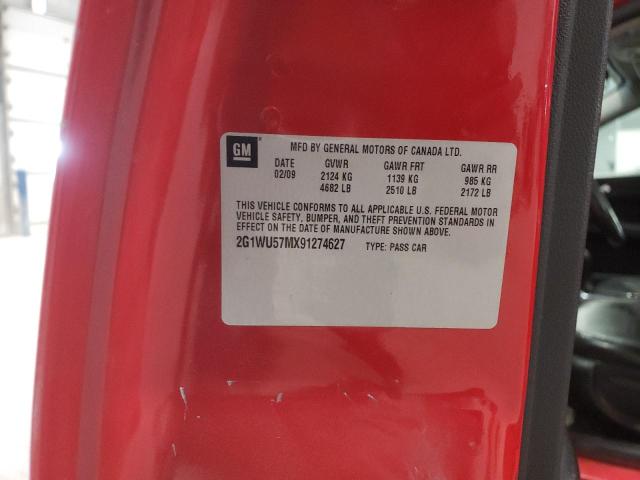 GM
MFD BY GENERAL MOTORS OF CANADA LTD.
DATE GVWR GAWR FRT GAWR RR
02/09 2124 KG 1139 KG 985 KG
4682 LB 2510 LB 2172 LB
THIS VEHICLE CONFORMS TO ALL APPLICABLE U.S. FEDERAL MOTOR
VEHICLE SAFETY, BUMPER, AND THEFT PREVENTION STANDARDS IN
EFFECT ON THE DATE OF MANUFACTURE SHOWN ABOVE.
2G1WU57MX91274627 TYPE: PASS CAR